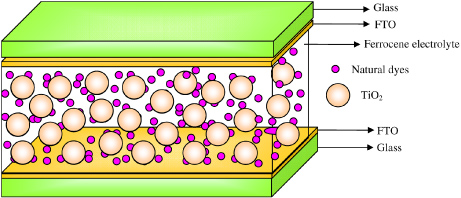 Glass
FTO
Ferrocene electrolyte
Natural dyes
TiO₂
FTO
Glass